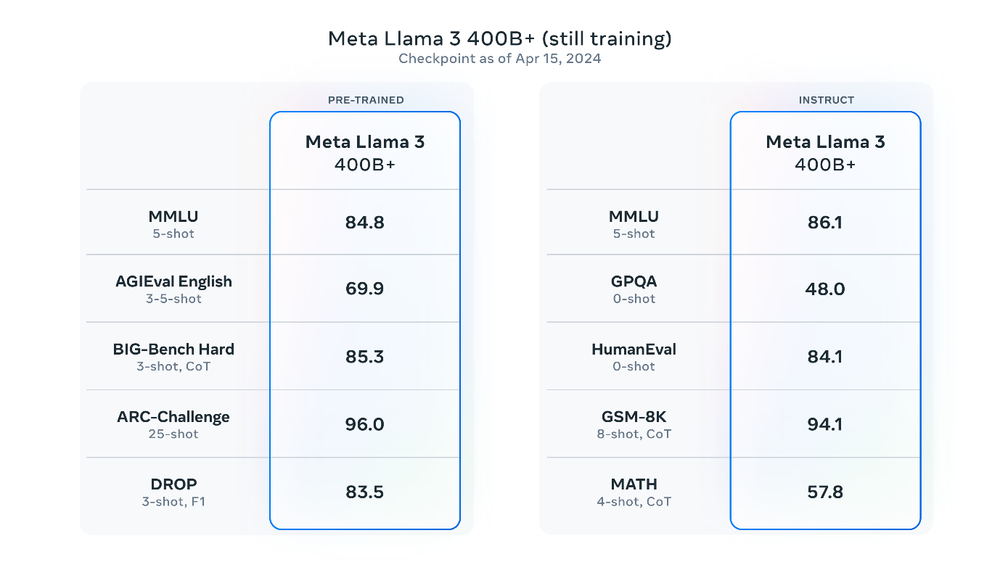 Meta Llama 3 400B+ (still training)
Checkpoint as of Apr 15, 2024
PRE-TRAINED
Meta Llama 3
400B+
MMLU
5-shot
84.8
AGIEval English
3-5-shot
69.9
BIG-Bench Hard
3-shot, CoT
85.3
ARC-Challenge
25-shot
96.0
DROP
3-shot, F1
83.5
INSTRUCT
Meta Llama 3
400B+
MMLU
5-shot
86.1
GPQA
0-shot
48.0
HumanEval
0-shot
84.1
GSM-8K
8-shot, CoT
94.1
MATH
4-shot, CoT
57.8